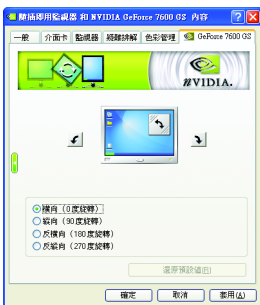 隨插即用監視器 和 NVIDIA GeForce 7600 GS 內容
一般 介面卡 監視器 疑難排解 色彩管理 GeForce 7600 GS
NVIDIA.
橫向 (0度旋轉)
縱向 (90度旋轉)
反橫向 (180度旋轉)
反縱向 (270度旋轉)
還原預設值(R)
確定 取消 套用(A)